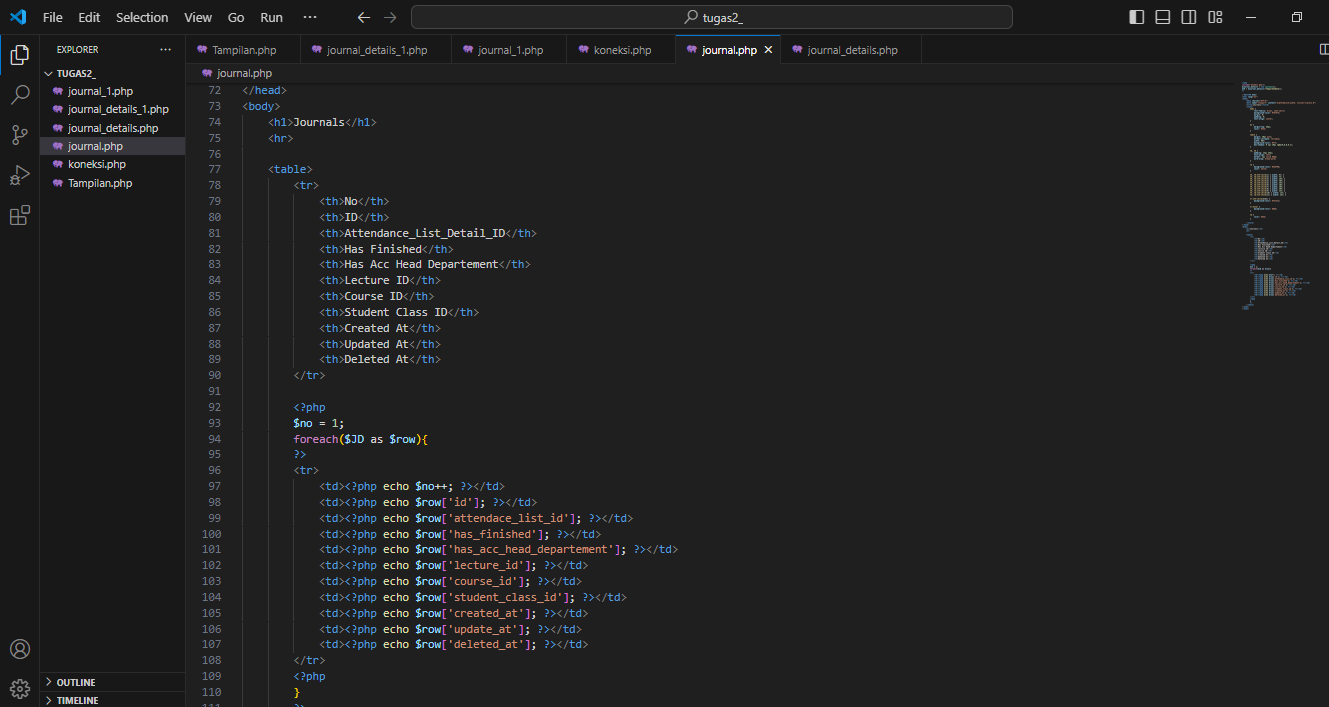 File Edit Selection View Go Run ··· ← → tugas2_
EXPLORER ···
TUGAS2_
journal_1.php
journal_details_1.php
journal_details.php
journal.php
koneksi.php
Tampilan.php
OUTLINE
TIMELINE
Tampilan.php journal_details_1.php journal_1.php koneksi.php journal.php × journal_details.php
journal.php
72 </head>
73 <body>
74 <h1>Journals</h1>
75 <hr>
76
77 <table>
78 <tr>
79 <th>No</th>
80 <th>ID</th>
81 <th>Attendance_List_Detail_ID</th>
82 <th>Has Finished</th>
83 <th>Has Acc Head Departement</th>
84 <th>Lecture ID</th>
85 <th>Course ID</th>
86 <th>Student Class ID</th>
87 <th>Created At</th>
88 <th>Updated At</th>
89 <th>Deleted At</th>
90 </tr>
91
92 <?php
93 $no = 1;
94 foreach($JD as $row){
95 ?>
96 <tr>
97 <td><?php echo $no++; ?></td>
98 <td><?php echo $row['id']; ?></td>
99 <td><?php echo $row['attendace_list_id']; ?></td>
100 <td><?php echo $row['has_finished']; ?></td>
101 <td><?php echo $row['has_acc_head_departement']; ?></td>
102 <td><?php echo $row['lecture_id']; ?></td>
103 <td><?php echo $row['course_id']; ?></td>
104 <td><?php echo $row['student_class_id']; ?></td>
105 <td><?php echo $row['created_at']; ?></td>
106 <td><?php echo $row['update_at']; ?></td>
107 <td><?php echo $row['deleted_at']; ?></td>
108 </tr>
109 <?php
110 }